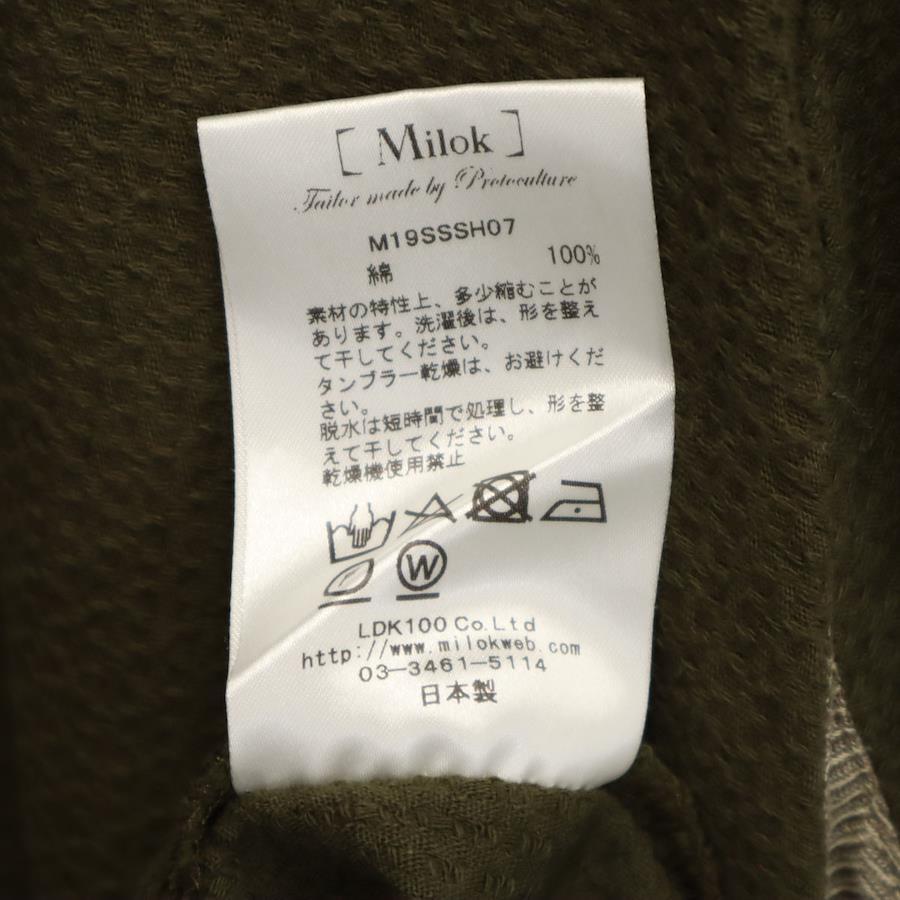 [ Milok ]
Tailor made by Protoculture
M19SSSH07
綿 100%
素材の特性上、多少縮むことが
あります。洗濯後は、形を整え
て干してください。
タンブラー乾燥は、お避けくだ
さい。
脱水は短時間で処理し、形を整
えて干してください。
乾燥機使用禁止
W
LDK100 Co.Ltd
http://www.milokweb.com
03-3461-5114
日本製